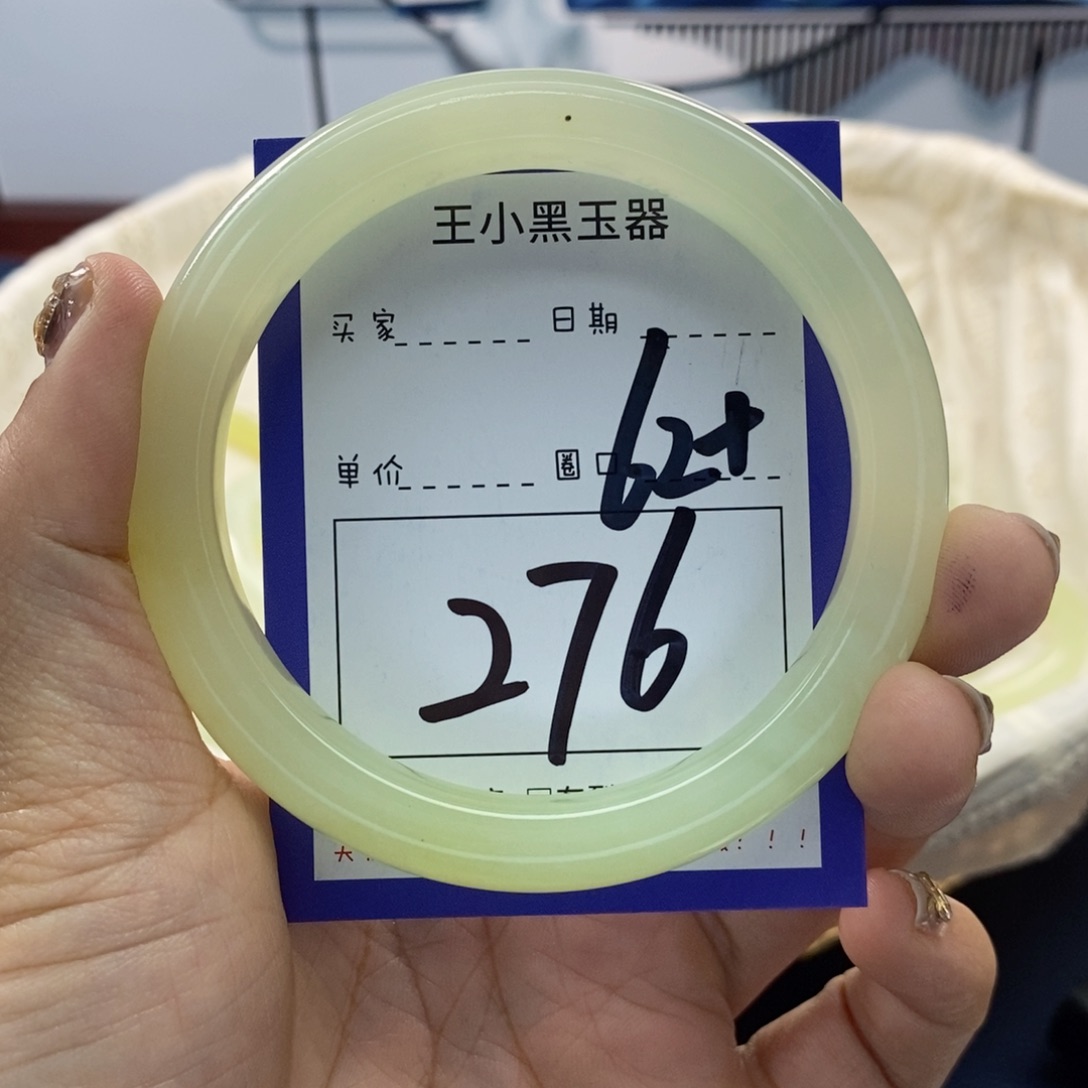 王小黑玉器
买家 日期
单价 圈口 62+
276
!!!